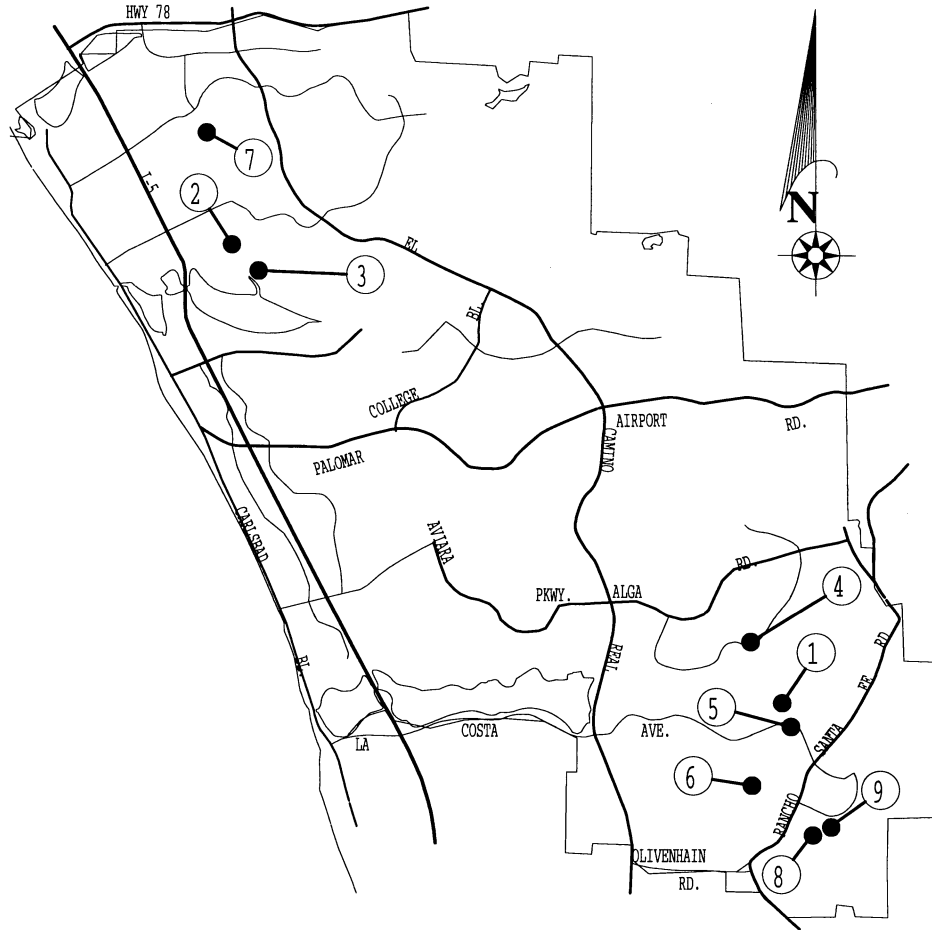 HWY 78
N
7
I-5
2
EL
3
BL.
COLLEGE
AIRPORT
RD.
CAMINO
PALOMAR
CARLSBAD
AVIARA
RD.
4
PKWY.
ALGA
RD
1
REAL
BL.
FE
5
COSTA
AVE.
LA
SANTA
6
9
RANCHO
OLIVENHAIN
8
RD.